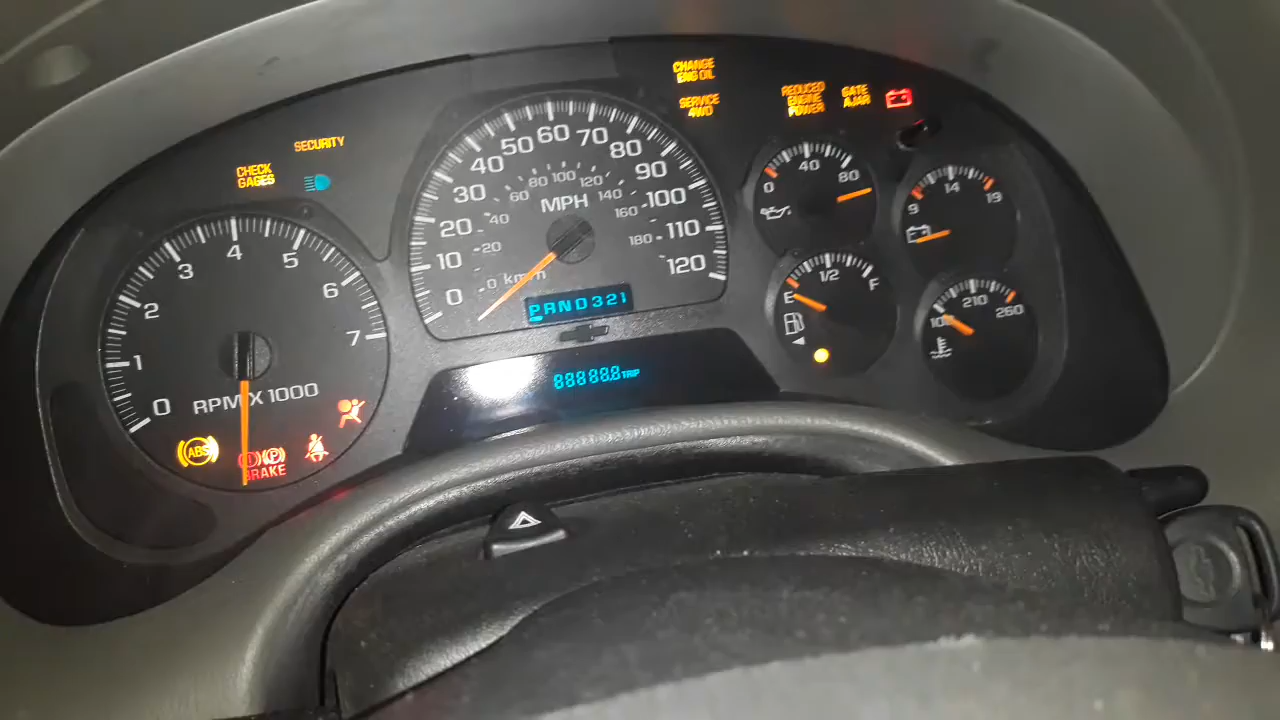 CHANGE
ENG OIL
SERVICE
4WD
REDUCED
ENGINE
POWER
GATE
AJAR
SECURITY
CHECK
GAGES
0 1 2 3 4 5 6 7
RPM X 1000
ABS
BRAKE
0 10 20 30 40 50 60 70 80 90 100 110 120
0 20 40 60 80 100 120 140 160 180
MPH
km/h
PRND321
888888 TRIP
0 40 80
9 14 19
E 1/2 F
100 210 260